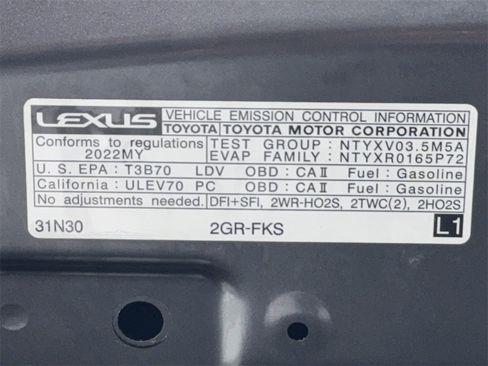 LEXUS VEHICLE EMISSION CONTROL INFORMATION
TOYOTA TOYOTA MOTOR CORPORATION
Conforms to regulations TEST GROUP : NTYXV03.5M5A
2022MY EVAP FAMILY : NTYXR0165P72
U. S. EPA : T3B70 LDV OBD : CAII Fuel : Gasoline
California : ULEV70 PC OBD : CAII Fuel : Gasoline
No adjustments needed. DFI+SFI, 2WR-HO2S, 2TWC(2), 2HO2S
31N30 2GR-FKS L1